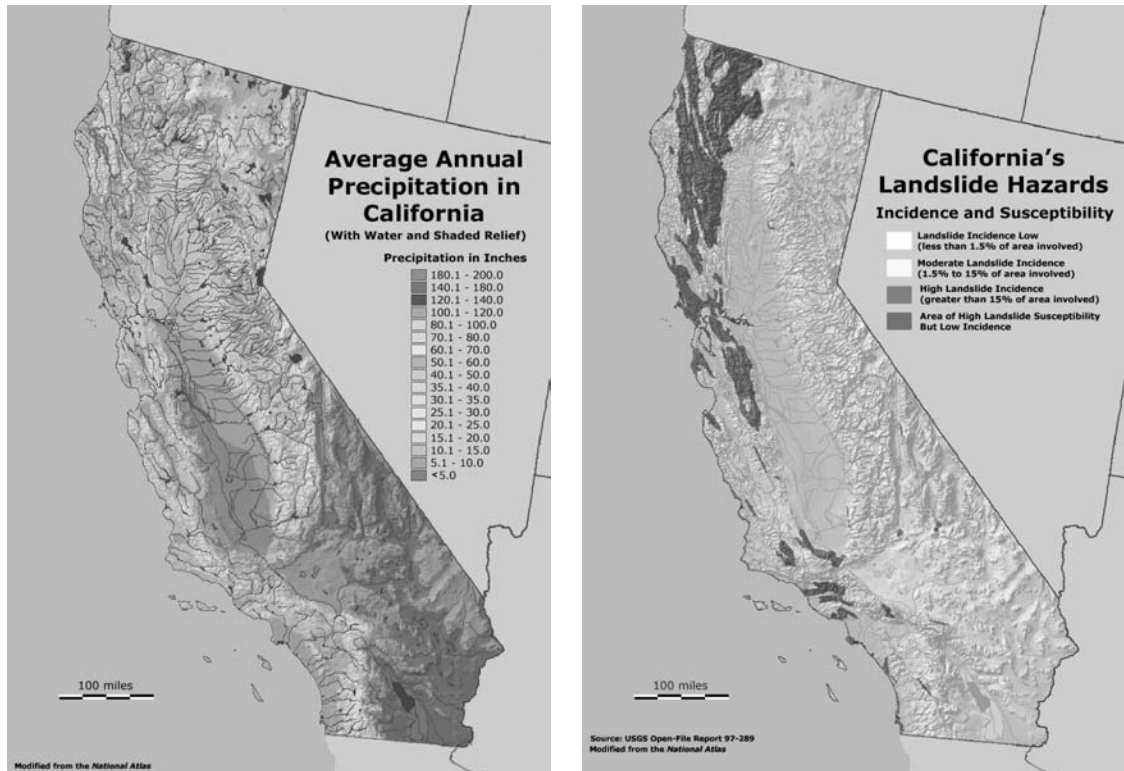 Average Annual
Precipitation in
California
(With Water and Shaded Relief)
Precipitation in Inches
180.1 - 200.0
140.1 - 180.0
120.1 - 140.0
100.1 - 120.0
80.1 - 100.0
70.1 - 80.0
60.1 - 70.0
50.1 - 60.0
40.1 - 50.0
35.1 - 40.0
30.1 - 35.0
25.1 - 30.0
20.1 - 25.0
15.1 - 20.0
10.1 - 15.0
5.1 - 10.0
<5.0
100 miles
Modified from the National Atlas
California's
Landslide Hazards
Incidence and Susceptibility
Landslide Incidence Low
(less than 1.5% of area involved)
Moderate Landslide Incidence
(1.5% to 15% of area involved)
High Landslide Incidence
(greater than 15% of area involved)
Area of High Landslide Susceptibility
But Low Incidence
100 miles
Source: USGS Open-File Report 97-289
Modified from the National Atlas